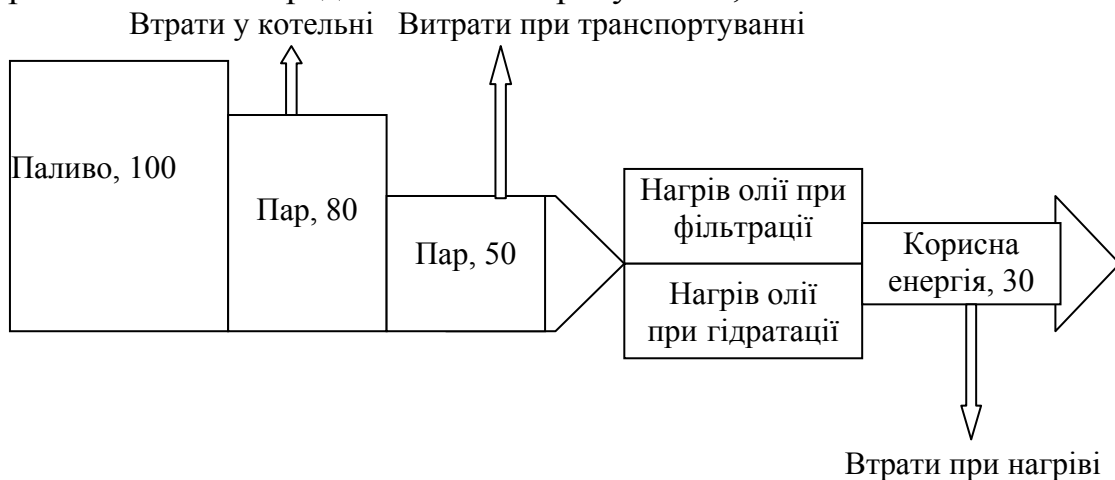 Втрати у котельні Витрати при транспортуванні
Паливо, 100
Пар, 80
Пар, 50
Нагрів олії при
фільтрації
Нагрів олії
при гідратації
Корисна
енергія, 30
Втрати при нагріві